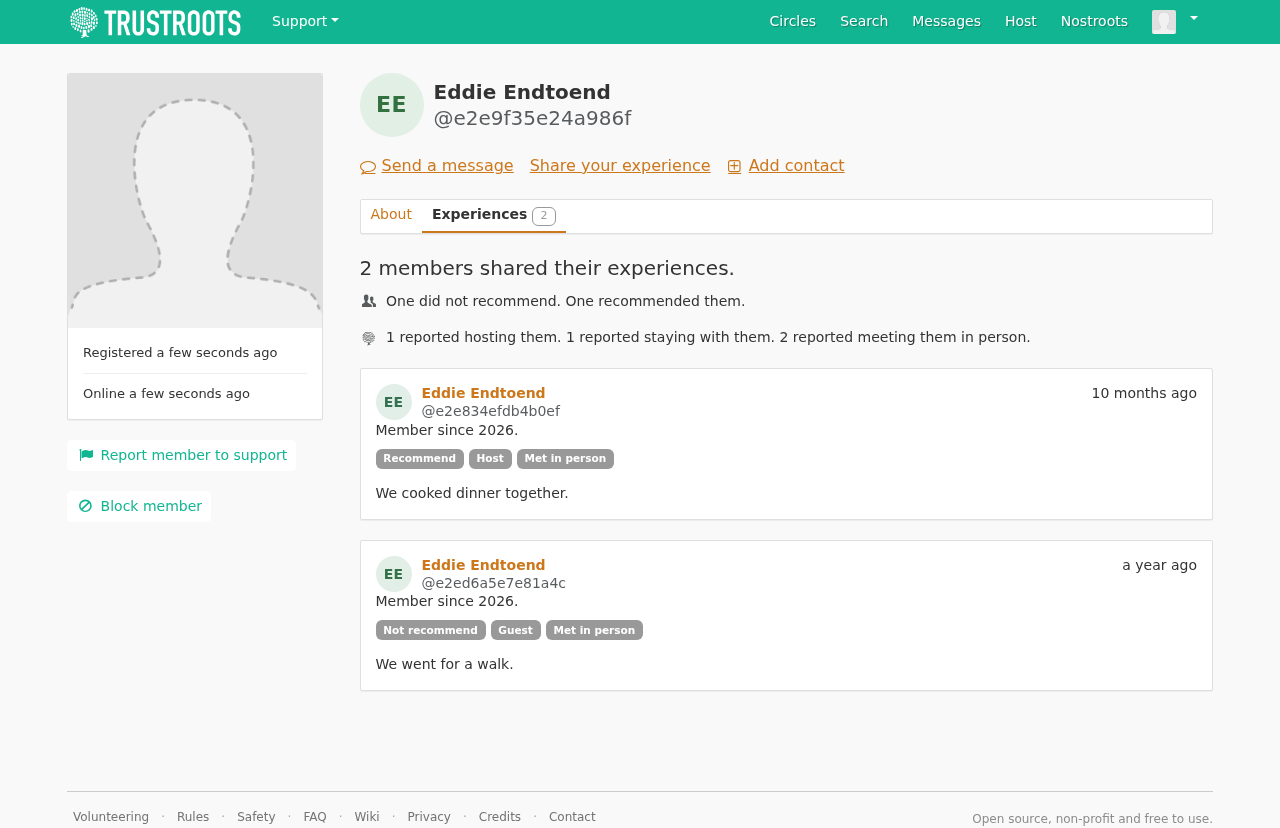 TRUSTROOTS Support Circles Search Messages Host Nostroots
EE
Eddie Endtoend
@e2e9f35e24a986f
Send a message Share your experience Add contact
About Experiences 2
2 members shared their experiences.
One did not recommend. One recommended them.
1 reported hosting them. 1 reported staying with them. 2 reported meeting them in person.
Registered a few seconds ago
Online a few seconds ago
Report member to support
Block member
EE
Eddie Endtoend 10 months ago
@e2e834efdb4b0ef
Member since 2026.
Recommend Host Met in person
We cooked dinner together.
EE
Eddie Endtoend a year ago
@e2ed6a5e7e81a4c
Member since 2026.
Not recommend Guest Met in person
We went for a walk.
Volunteering · Rules · Safety · FAQ · Wiki · Privacy · Credits · Contact
Open source, non-profit and free to use.